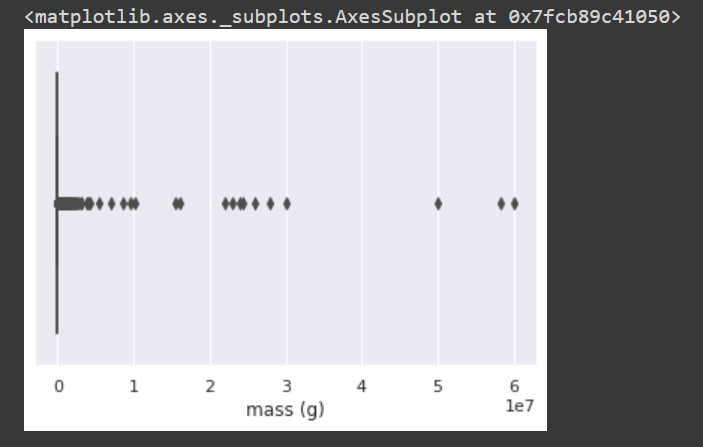 <matplotlib.axes._subplots.AxesSubplot at 0x7fcb89c41050>
0 1 2 3 4 5 6
1e7
mass (g)